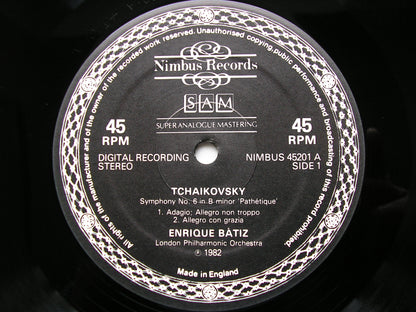 All rights of the manufacturer and of the owner of the recorded work reserved. Unauthorised copying, public performance and broadcasting of this record prohibited.
Nimbus Records
SAM
SUPER ANALOGUE MASTERING
45 RPM
45 RPM
DIGITAL RECORDING STEREO
NIMBUS 45201 A SIDE 1
TCHAIKOVSKY
Symphony No. 6 in B minor 'Pathétique'
1. Adagio: Allegro non troppo
2. Allegro con grazia
ENRIQUE BÁTIZ
London Philharmonic Orchestra
℗ 1982
Made in England